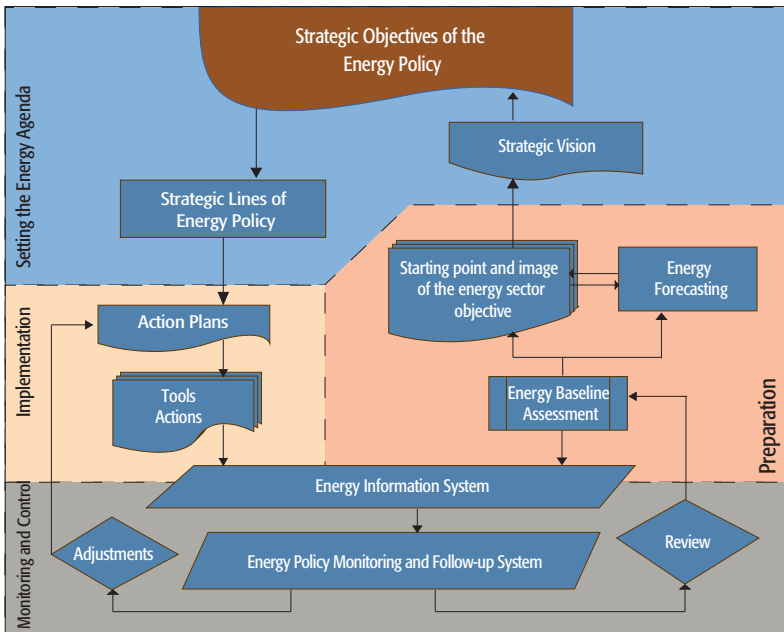 Strategic Objectives of the
Energy Policy
Setting the Energy Agenda
Strategic Vision
Strategic Lines of
Energy Policy
Starting point and image
of the energy sector
objective
Energy
Forecasting
Implementation
Action Plans
Tools
Actions
Energy Baseline
Assessment
Preparation
Energy Information System
Monitoring and Control
Adjustments
Energy Policy Monitoring and Follow-up System
Review